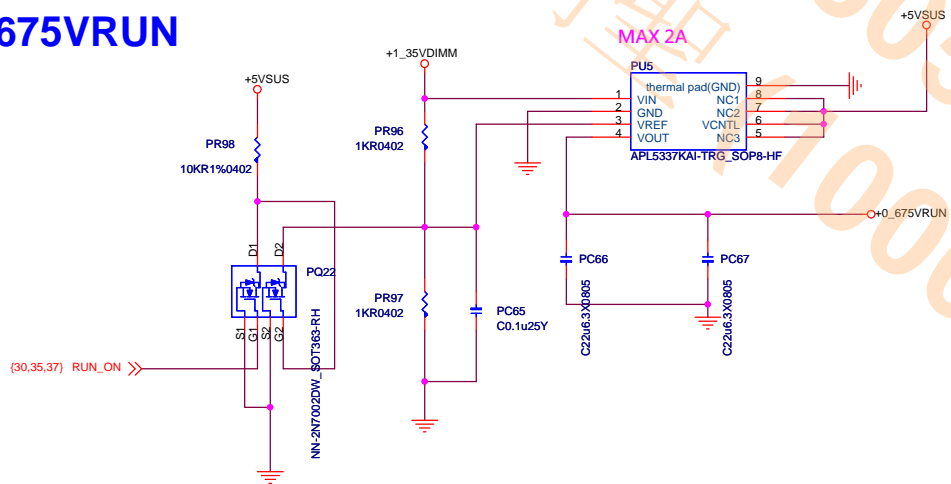 675VRUN
+5VSUS
MAX 2A
+1_35VDIMM
PU5
+5VSUS
thermal pad(GND) 9
1 VIN NC1 8
2 GND NC2 7
3 VREF VCNTL 6
4 VOUT NC3 5
APL5337KAI-TRG_SOP8-HF
PR98
10KR1%0402
PR96
1KR0402
+0_675VRUN
D1 D2
PQ22
S1 G1 S2 G2
NN-2N7002DW_SOT363-RH
PR97
1KR0402
PC65
C0.1u25Y
PC66
C22u6.3X0805
PC67
C22u6.3X0805
{30,35,37} RUN_ON